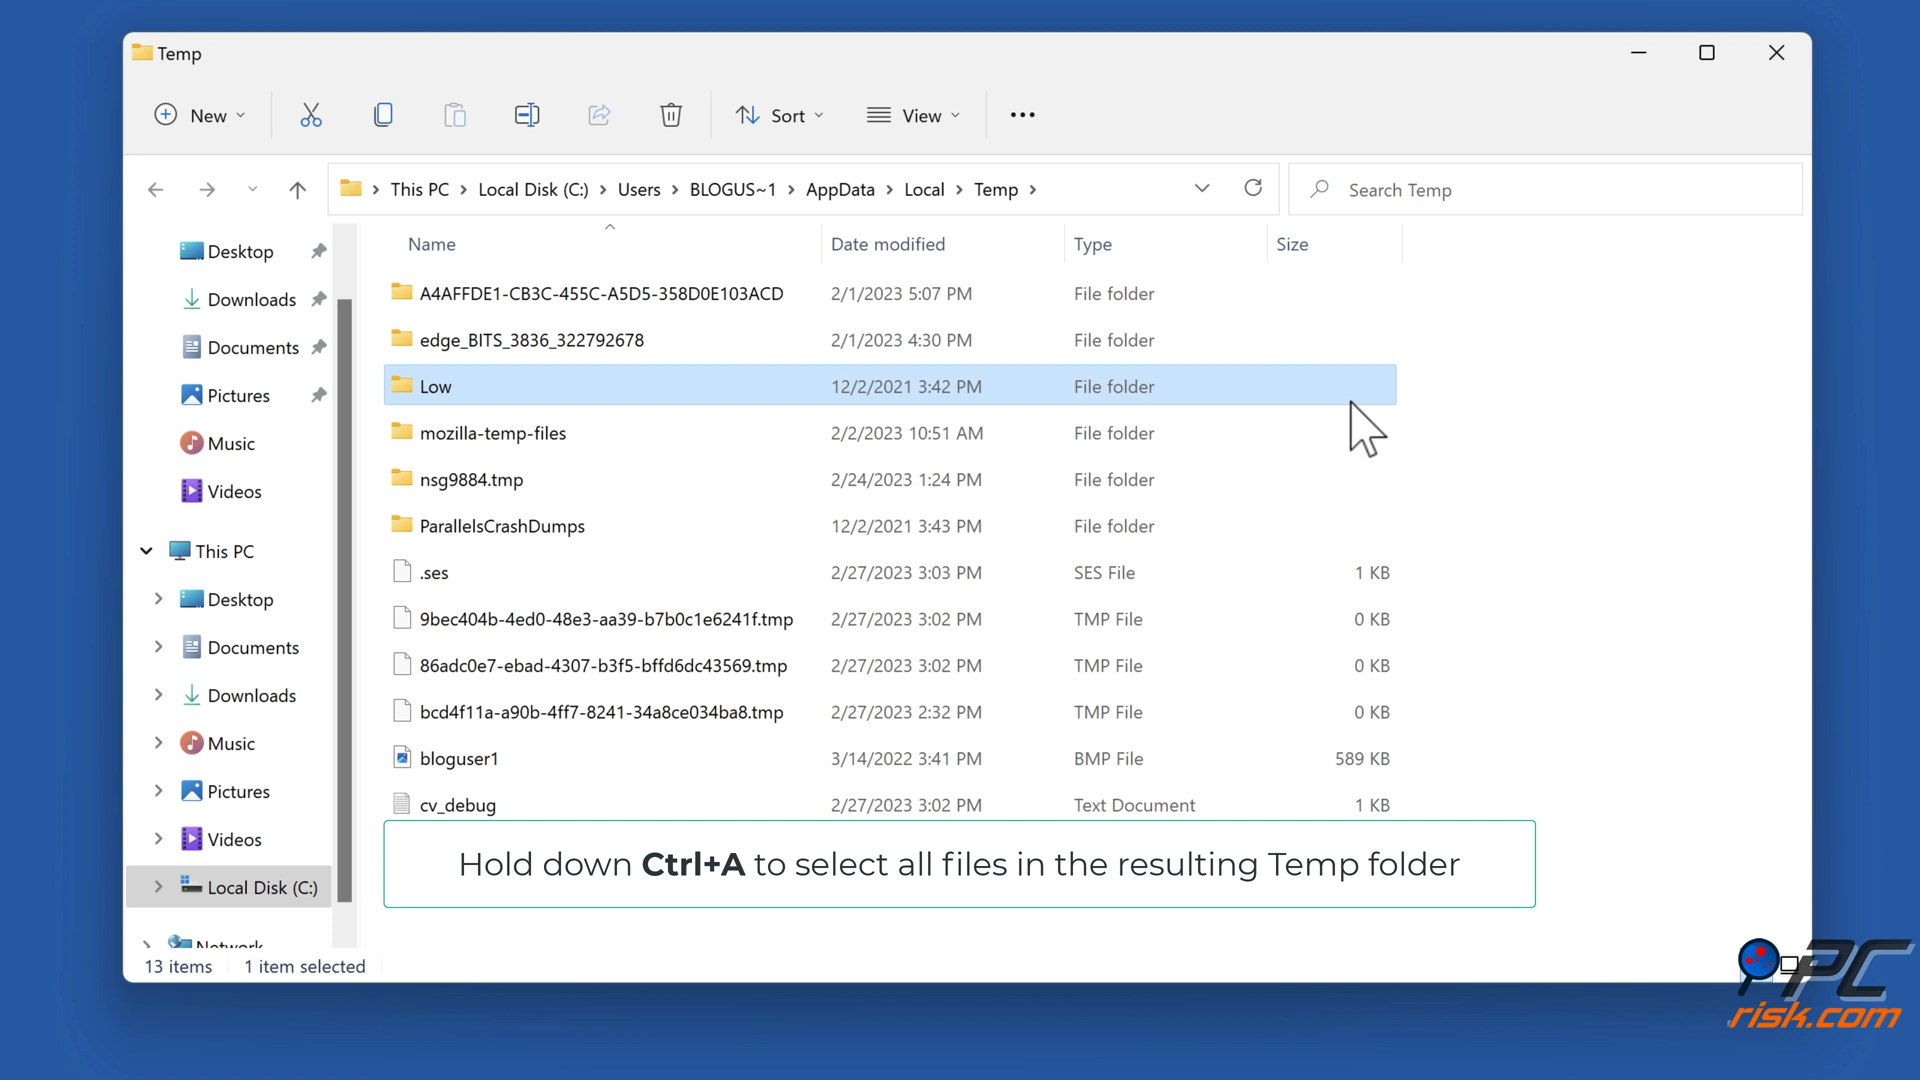 Temp
New
Sort
View
This PC
Local Disk (C:)
Users
BLOGUS~1
AppData
Local
Temp
Search Temp
Desktop
Downloads
Documents
Pictures
Music
Videos
This PC
Desktop
Documents
Downloads
Music
Pictures
Videos
Local Disk (C:)
Network
Name Date modified Type Size
A4AFFDE1-CB3C-455C-A5D5-358D0E103ACD 2/1/2023 5:07 PM File folder
edge_BITS_3836_322792678 2/1/2023 4:30 PM File folder
Low 12/2/2021 3:42 PM File folder
mozilla-temp-files 2/2/2023 10:51 AM File folder
nsg9884.tmp 2/24/2023 1:24 PM File folder
ParallelsCrashDumps 12/2/2021 3:43 PM File folder
.ses 2/27/2023 3:03 PM SES File 1 KB
9bec404b-4ed0-48e3-aa39-b7b0c1e6241f.tmp 2/27/2023 3:02 PM TMP File 0 KB
86adc0e7-ebad-4307-b3f5-bffd6dc43569.tmp 2/27/2023 3:02 PM TMP File 0 KB
bcd4f11a-a90b-4ff7-8241-34a8ce034ba8.tmp 2/27/2023 2:32 PM TMP File 0 KB
bloguser1 3/14/2022 3:41 PM BMP File 589 KB
cv_debug 2/27/2023 3:02 PM Text Document 1 KB
Hold down Ctrl+A to select all files in the resulting Temp folder
13 items 1 item selected
PC
risk.com